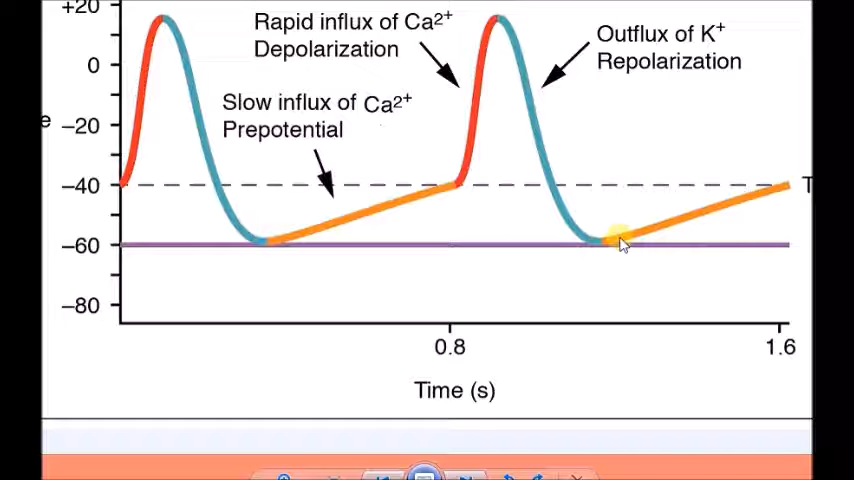 +20
Rapid influx of Ca2+
Depolarization
Outflux of K+
Repolarization
0
Slow influx of Ca2+
Prepotential
e
–20
–40
T
–60
–80
0.8
1.6
Time (s)